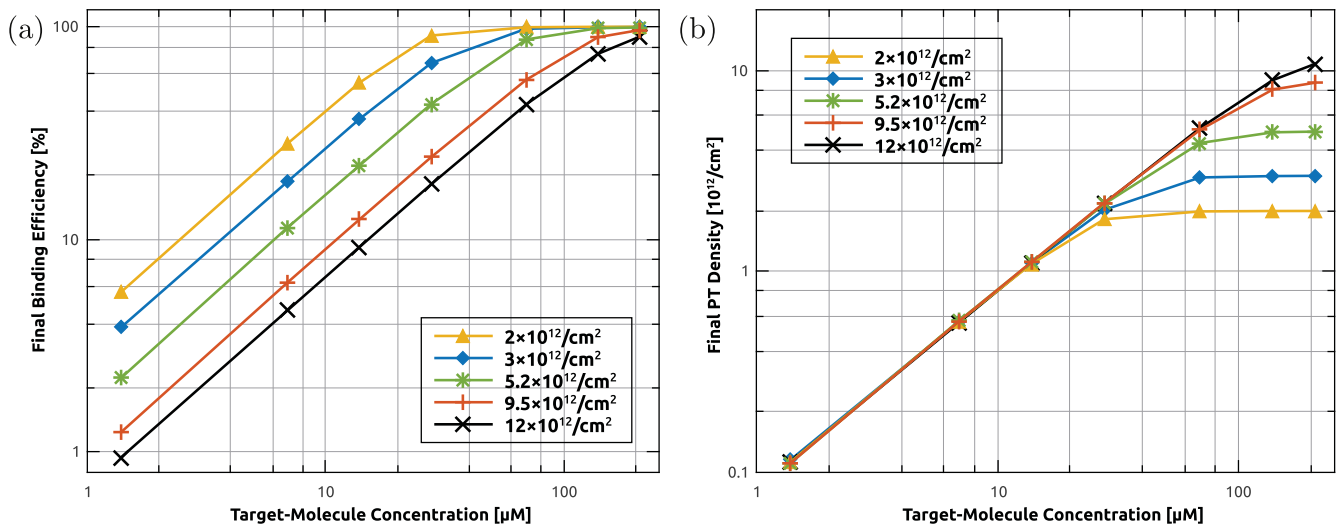 (a)
100
10
1
Final Binding Efficiency [%]
2×10¹²/cm²
3×10¹²/cm²
5.2×10¹²/cm²
9.5×10¹²/cm²
12×10¹²/cm²
1 10 100
Target-Molecule Concentration [µM]
(b)
10
1
0.1
Final PT Density [10¹²/cm²]
2×10¹²/cm²
3×10¹²/cm²
5.2×10¹²/cm²
9.5×10¹²/cm²
12×10¹²/cm²
1 10 100
Target-Molecule Concentration [µM]